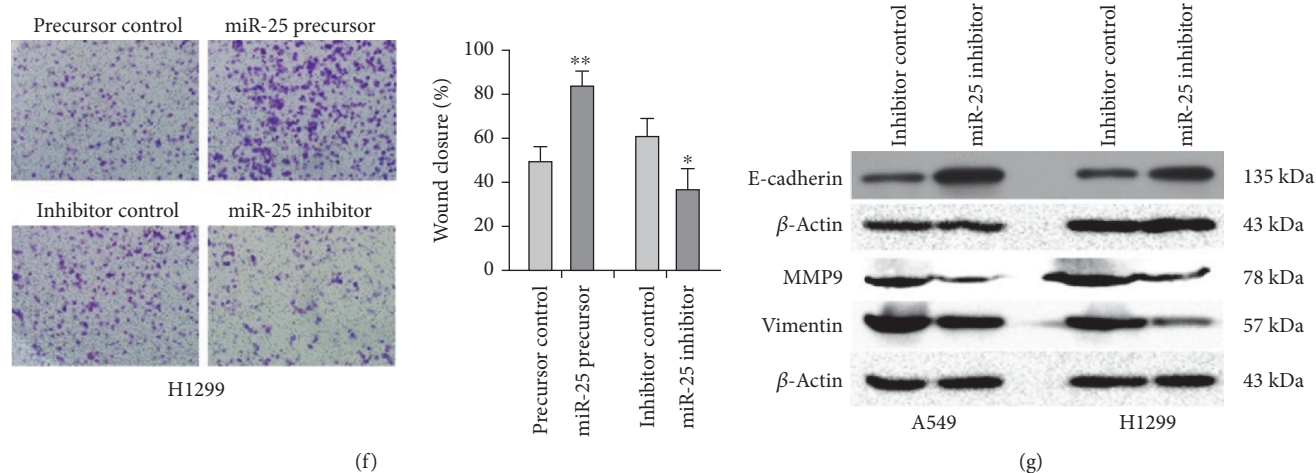 Precursor control
miR-25 precursor
Inhibitor control
miR-25 inhibitor
H1299
Wound closure (%)
100
80
60
40
20
0
**
*
Precursor control
miR-25 precursor
Inhibitor control
miR-25 inhibitor
(f)
Inhibitor control
miR-25 inhibitor
Inhibitor control
miR-25 inhibitor
E-cadherin 135 kDa
β-Actin 43 kDa
MMP9 78 kDa
Vimentin 57 kDa
β-Actin 43 kDa
A549 H1299
(g)